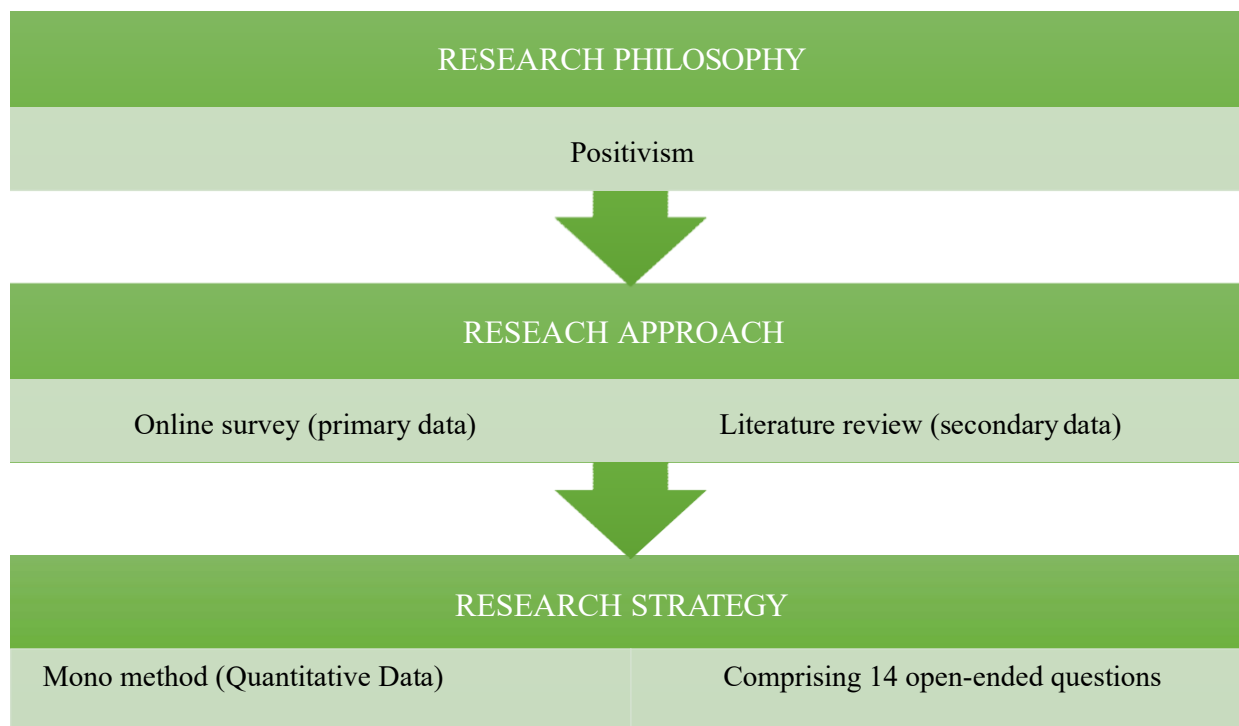 RESEARCH PHILOSOPHY
Positivism
RESEACH APPROACH
Online survey (primary data)
Literature review (secondary data)
RESEARCH STRATEGY
Mono method (Quantitative Data)
Comprising 14 open-ended questions